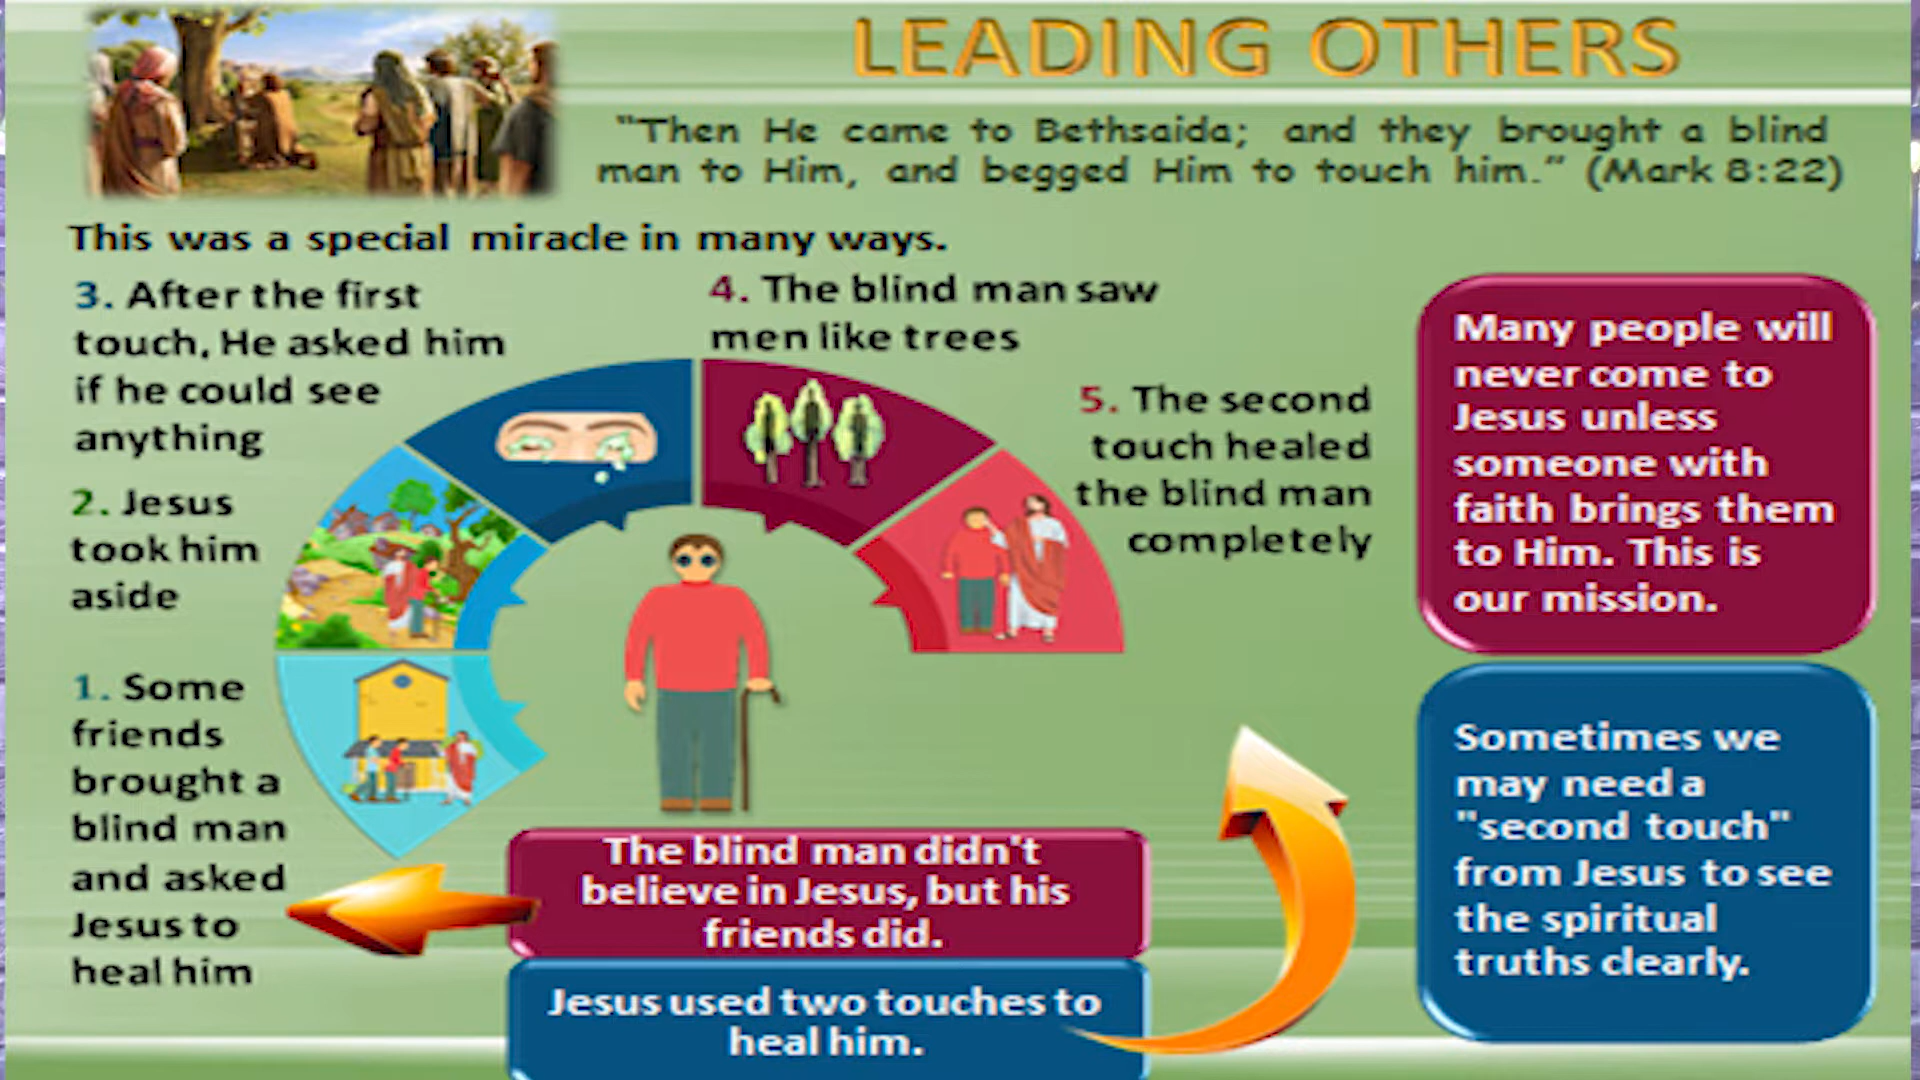 LEADING OTHERS
“Then He came to Bethsaida; and they brought a blind
man to Him, and begged Him to touch him.” (Mark 8:22)
This was a special miracle in many ways.
3. After the first
touch, He asked him
if he could see
anything
4. The blind man saw
men like trees
5. The second
touch healed
the blind man
completely
2. Jesus
took him
aside
1. Some
friends
brought a
blind man
and asked
Jesus to
heal him
The blind man didn't
believe in Jesus, but his
friends did.
Jesus used two touches to
heal him.
Many people will
never come to
Jesus unless
someone with
faith brings them
to Him. This is
our mission.
Sometimes we
may need a
"second touch"
from Jesus to see
the spiritual
truths clearly.